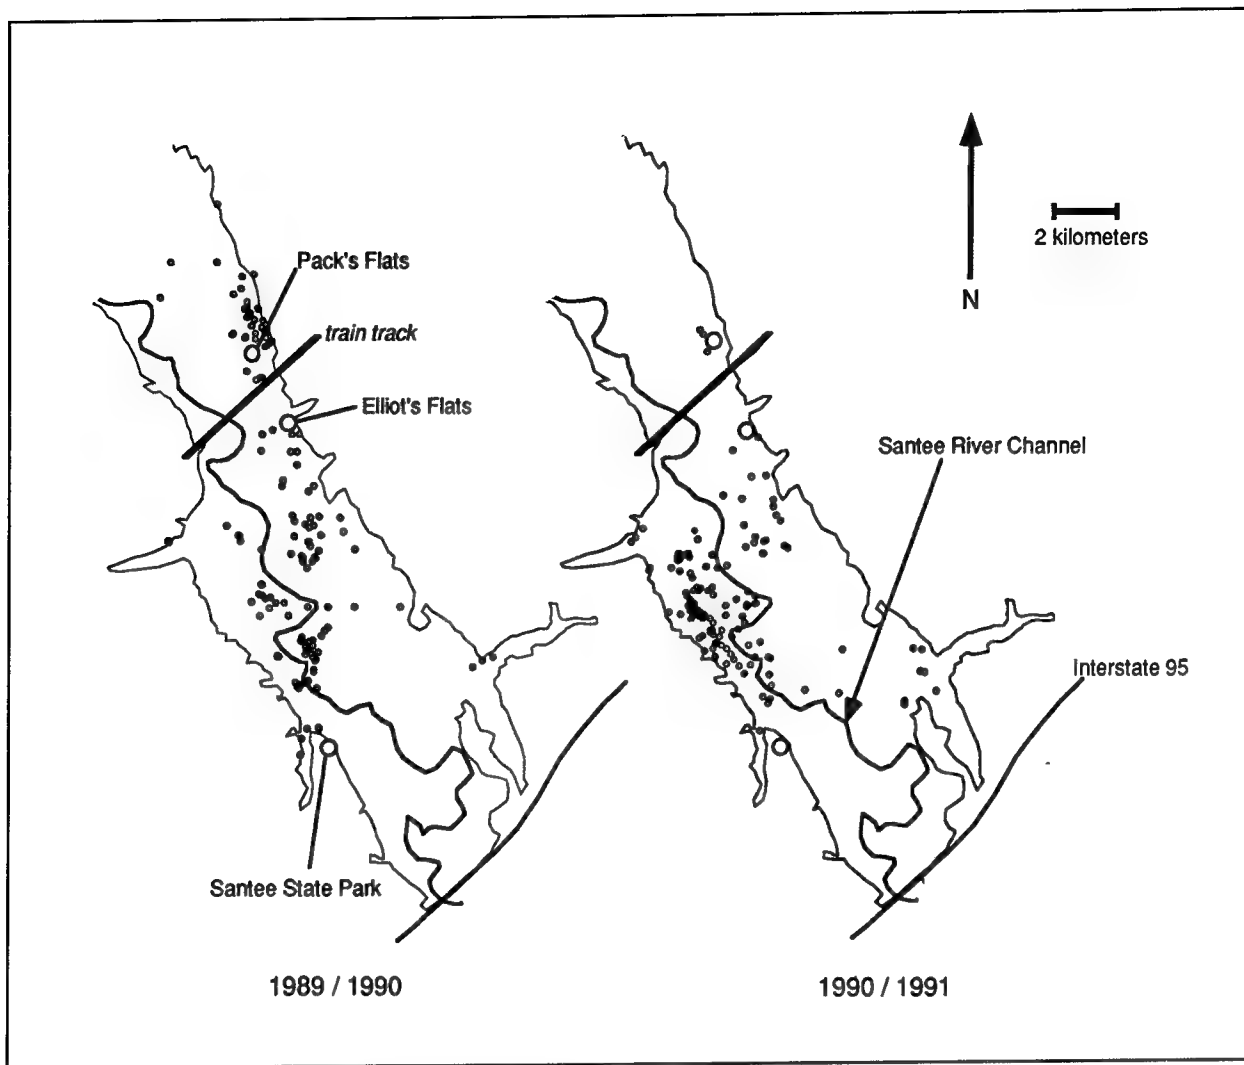 Pack's Flats
train track
Elliot's Flats
Santee State Park
1989 / 1990
N
2 kilometers
Santee River Channel
Interstate 95
1990 / 1991